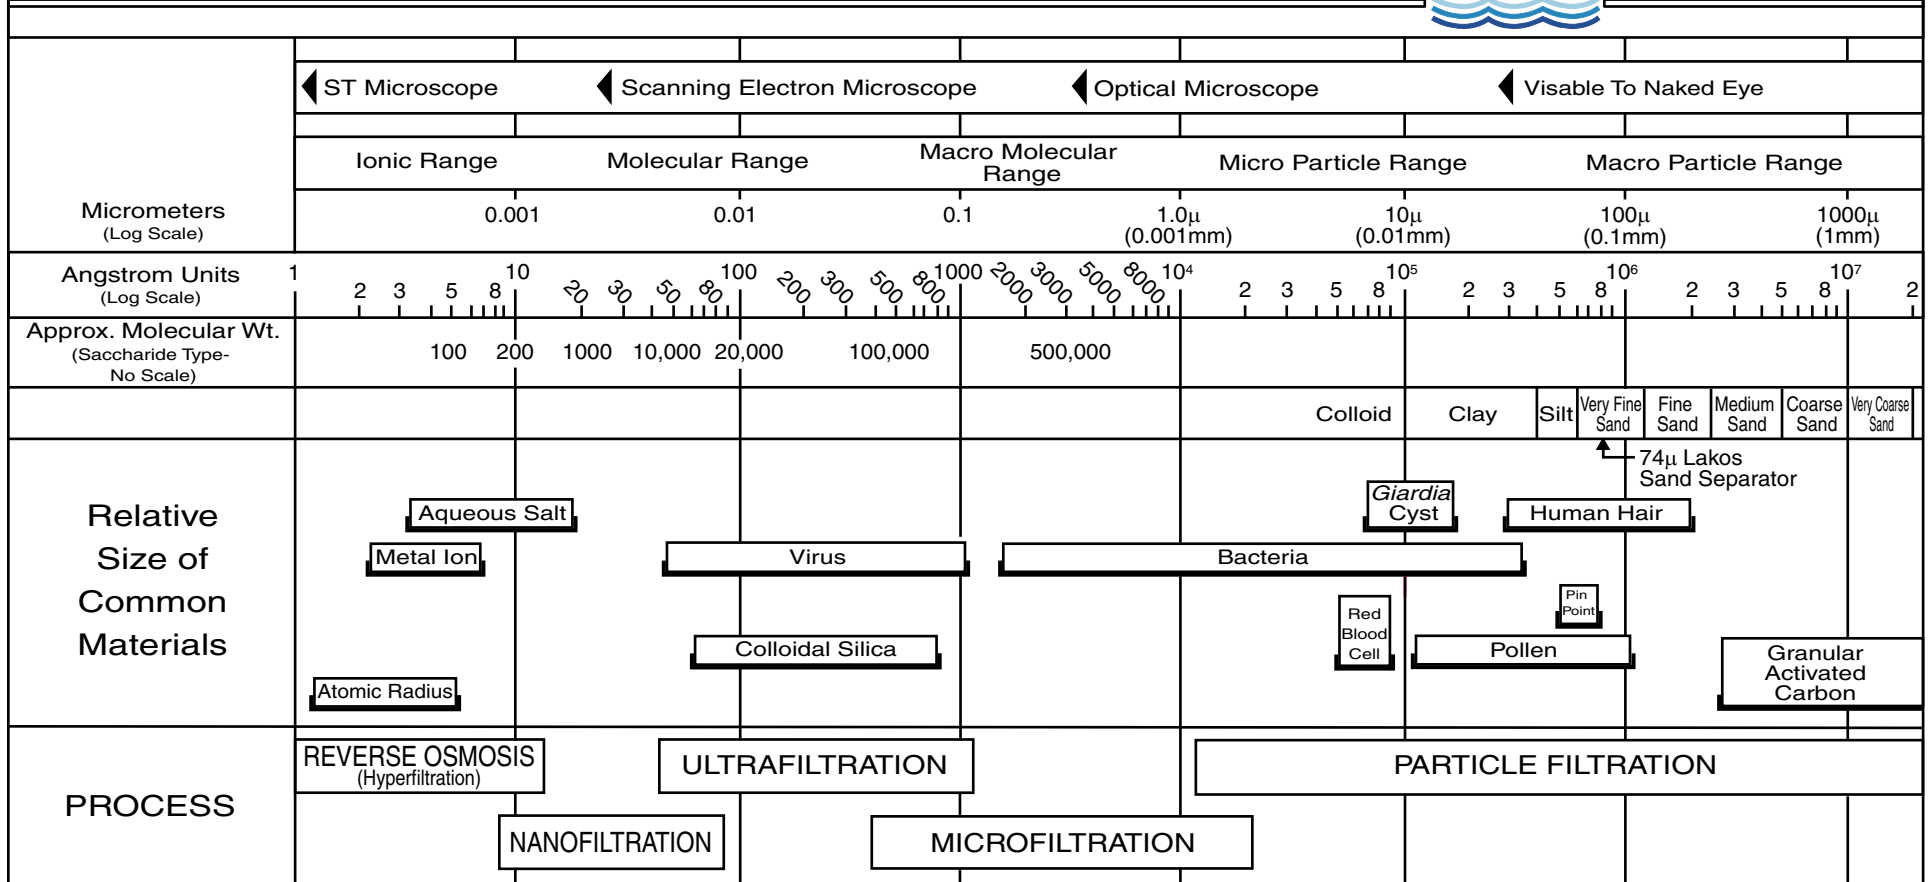 ST Microscope
Scanning Electron Microscope
Optical Microscope
Visable To Naked Eye
Ionic Range
Molecular Range
Macro Molecular
Range
Micro Particle Range
Macro Particle Range
Micrometers
(Log Scale)
0.001
0.01
0.1
1.0µ
(0.001mm)
10µ
(0.01mm)
100µ
(0.1mm)
1000µ
(1mm)
Angstrom Units
(Log Scale)
1
2
3
5
8
10
20
30
50
80
100
200
300
500
800
1000
2000
3000
5000
8000
10⁴
2
3
5
8
10⁵
2
3
5
8
10⁶
2
3
5
8
10⁷
2
Approx. Molecular Wt.
(Saccharide Type-
No Scale)
100
200
1000
10,000
20,000
100,000
500,000
Colloid
Clay
Silt
Very Fine
Sand
Fine
Sand
Medium
Sand
Coarse
Sand
Very Coarse
Sand
74µ Lakos
Sand Separator
Relative
Size of
Common
Materials
Aqueous Salt
Giardia
Cyst
Human Hair
Metal Ion
Virus
Bacteria
Pin
Point
Red
Blood
Cell
Colloidal Silica
Pollen
Granular
Activated
Carbon
Atomic Radius
PROCESS
REVERSE OSMOSIS
(Hyperfiltration)
ULTRAFILTRATION
PARTICLE FILTRATION
NANOFILTRATION
MICROFILTRATION